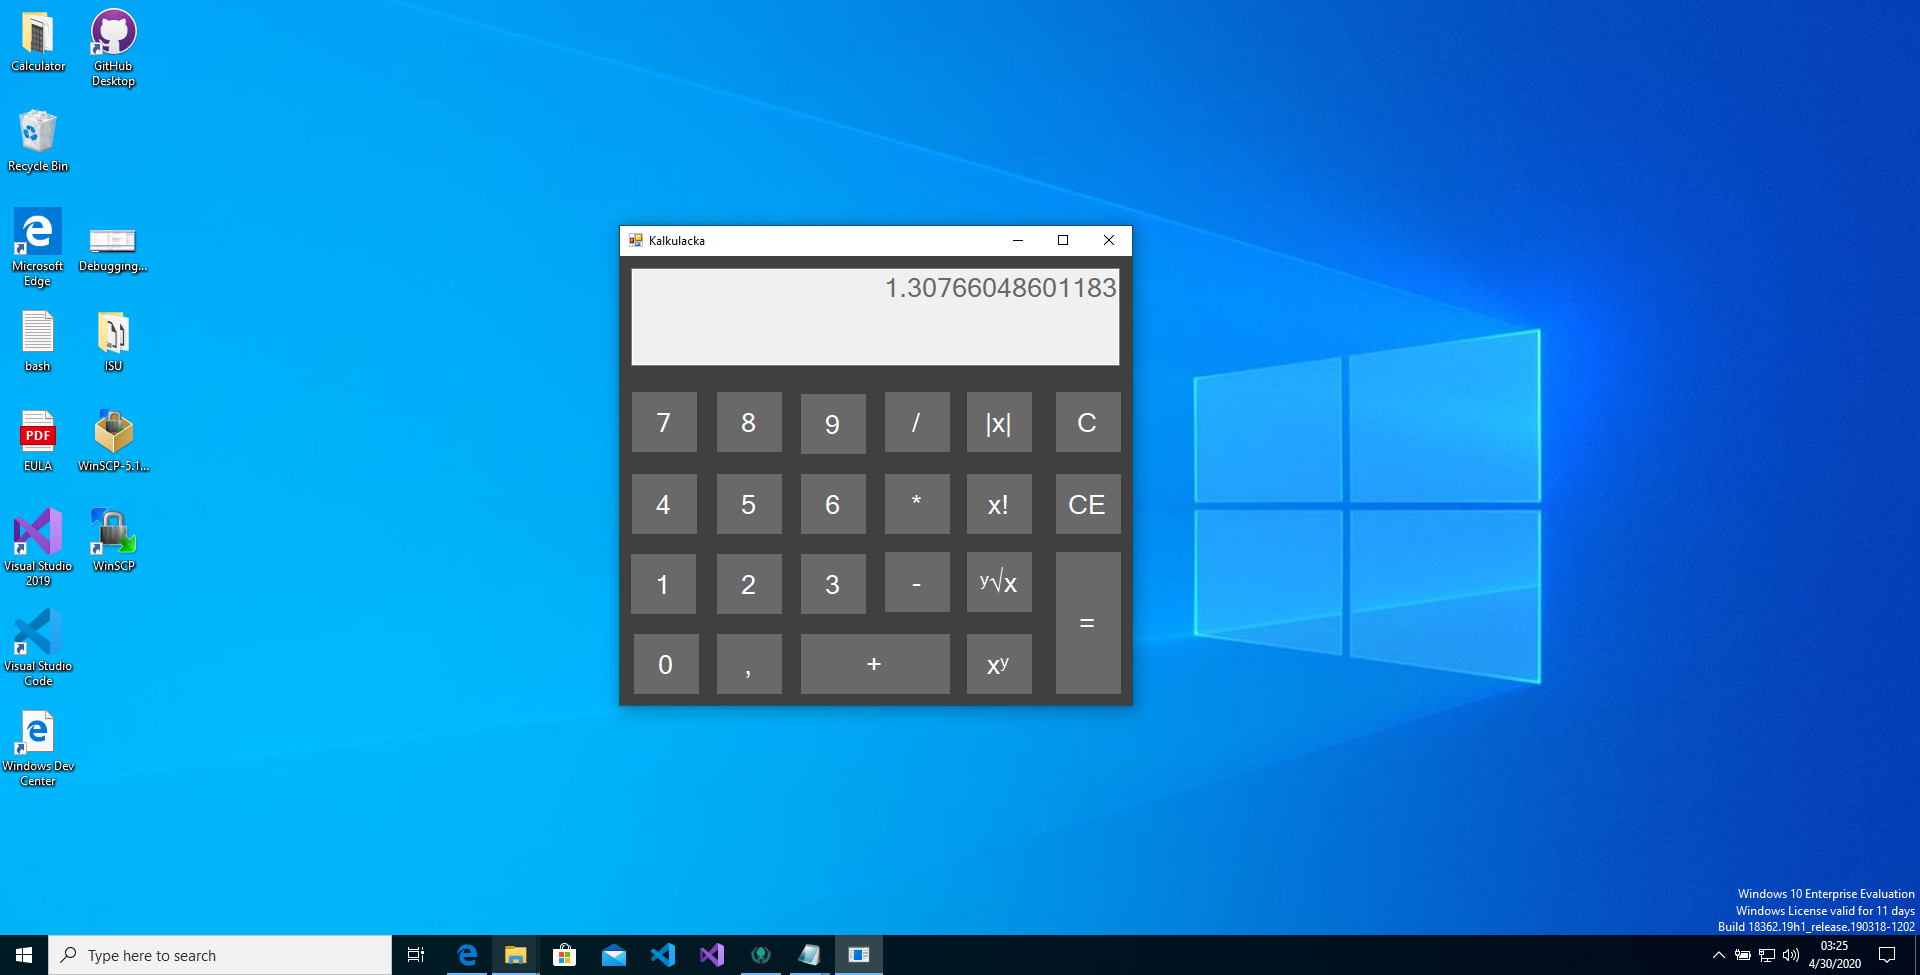 Calculator
GitHub
Desktop
Recycle Bin
Microsoft
Edge
Debugging...
bash
ISU
PDF
EULA
WinSCP-5.1...
Visual Studio
2019
WinSCP
Visual Studio
Code
Windows Dev
Center
Kalkulacka
1.30766048601183
7 8 9 / |x| C
4 5 6 * x! CE
1 2 3 - ʸ√x
=
0 , + xʸ
Windows 10 Enterprise Evaluation
Windows License valid for 11 days
Build 18362.19h1_release.190318-1202
Type here to search
03:25
4/30/2020